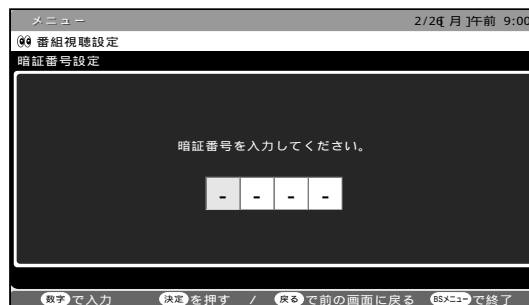 メニュー 2/26[月]午前 9:00
番組視聴設定
暗証番号設定
暗証番号を入力してください。
- - - -
数字で入力 決定を押す / 戻るで前の画面に戻る BSメニューで終了